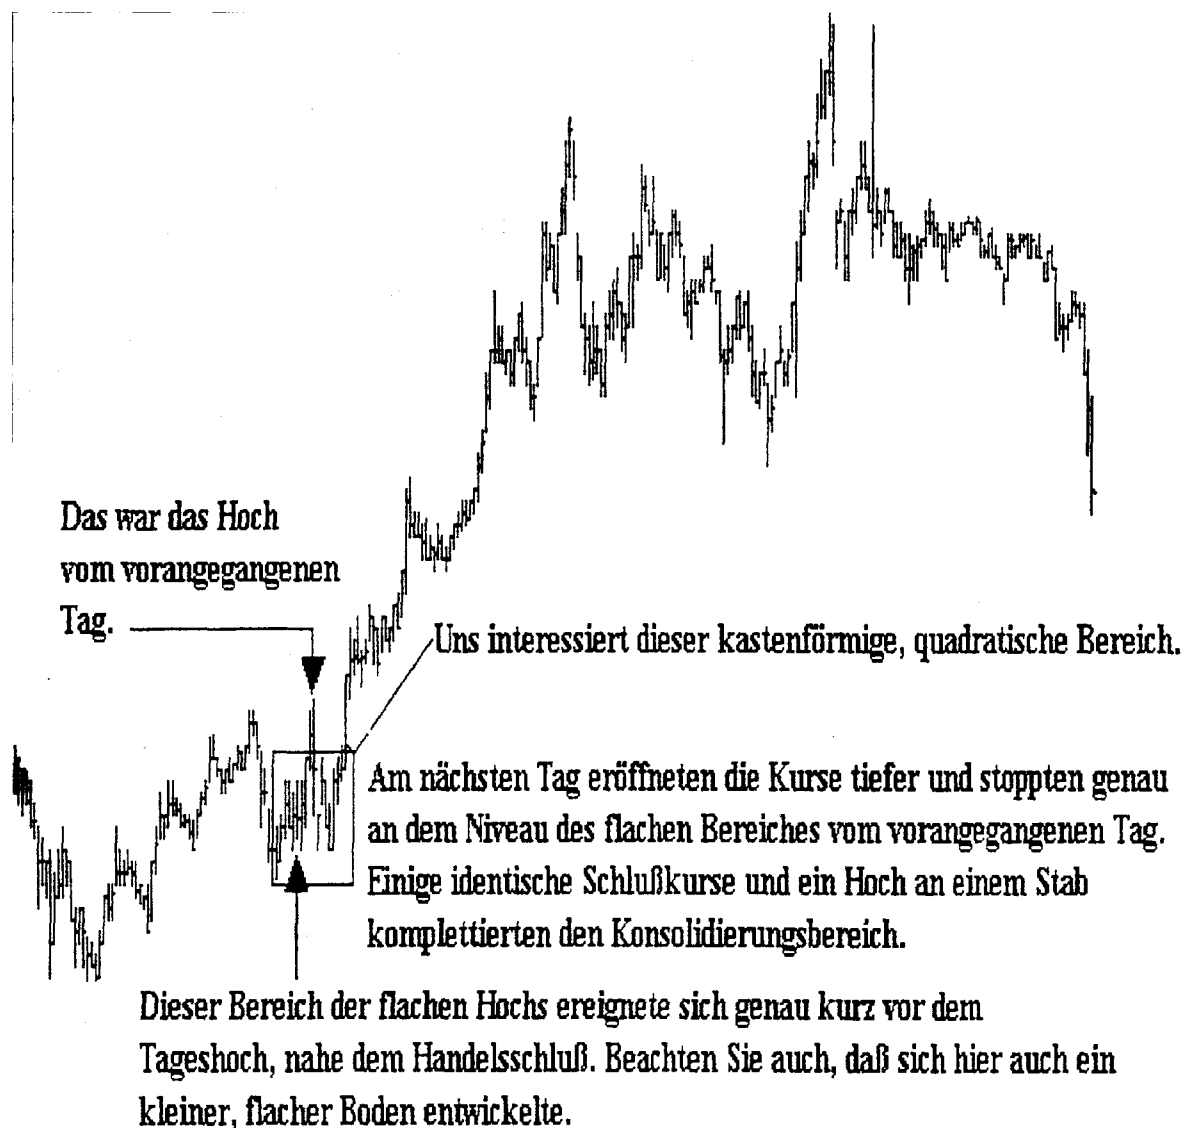 Das war das Hoch
vom vorangegangenen
Tag.
Uns interessiert dieser kastenförmige, quadratische Bereich.
Am nächsten Tag eröffneten die Kurse tiefer und stoppten genau
an dem Niveau des flachen Bereiches vom vorangegangenen Tag.
Einige identische Schlußkurse und ein Hoch an einem Stab
komplettierten den Konsolidierungsbereich.
Dieser Bereich der flachen Hochs ereignete sich genau kurz vor dem
Tageshoch, nahe dem Handelsschluß. Beachten Sie auch, daß sich hier auch ein
kleiner, flacher Boden entwickelte.